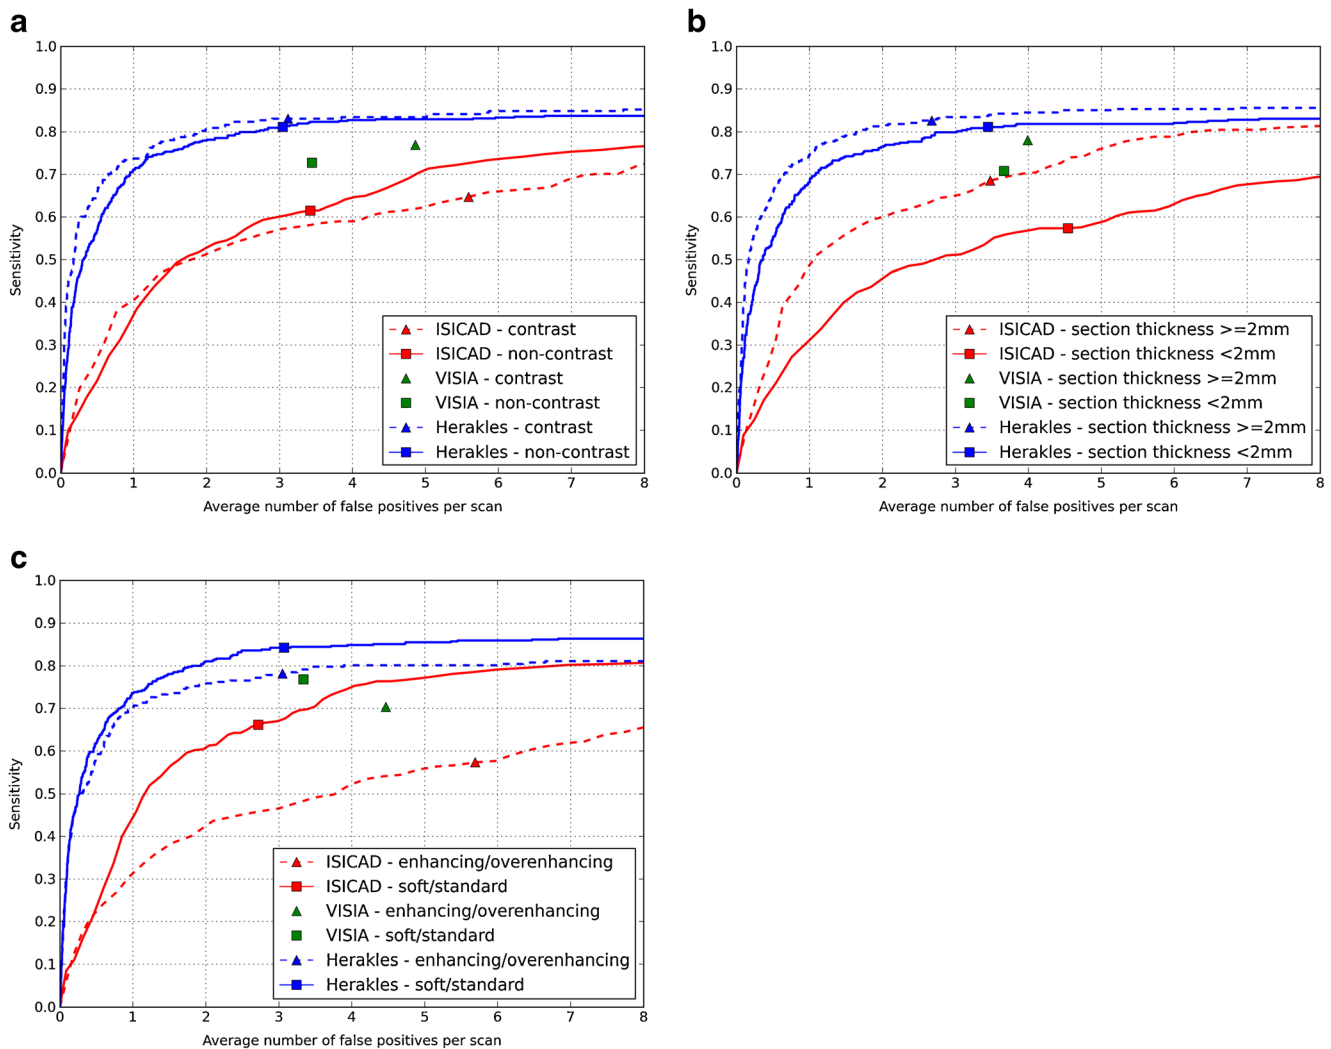 a
1.0
0.9
0.8
0.7
0.6
0.5
0.4
0.3
0.2
0.1
0.0
Sensitivity
ISICAD - contrast
ISICAD - non-contrast
VISIA - contrast
VISIA - non-contrast
Herakles - contrast
Herakles - non-contrast
0 1 2 3 4 5 6 7 8
Average number of false positives per scan
b
1.0
0.9
0.8
0.7
0.6
0.5
0.4
0.3
0.2
0.1
0.0
Sensitivity
ISICAD - section thickness >=2mm
ISICAD - section thickness <2mm
VISIA - section thickness >=2mm
VISIA - section thickness <2mm
Herakles - section thickness >=2mm
Herakles - section thickness <2mm
0 1 2 3 4 5 6 7 8
Average number of false positives per scan
c
1.0
0.9
0.8
0.7
0.6
0.5
0.4
0.3
0.2
0.1
0.0
Sensitivity
ISICAD - enhancing/overenhancing
ISICAD - soft/standard
VISIA - enhancing/overenhancing
VISIA - soft/standard
Herakles - enhancing/overenhancing
Herakles - soft/standard
0 1 2 3 4 5 6 7 8
Average number of false positives per scan